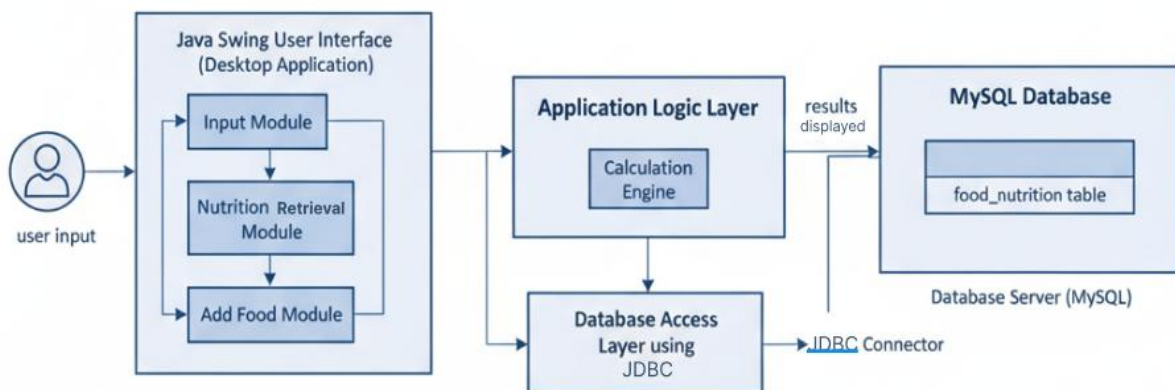 user input
Java Swing User Interface
(Desktop Application)
Input Module
Nutrition Retrieval
Module
Add Food Module
Application Logic Layer
Calculation
Engine
Database Access
Layer using
JDBC
results
displayed
JDBC Connector
MySQL Database
food_nutrition table
Database Server (MySQL)